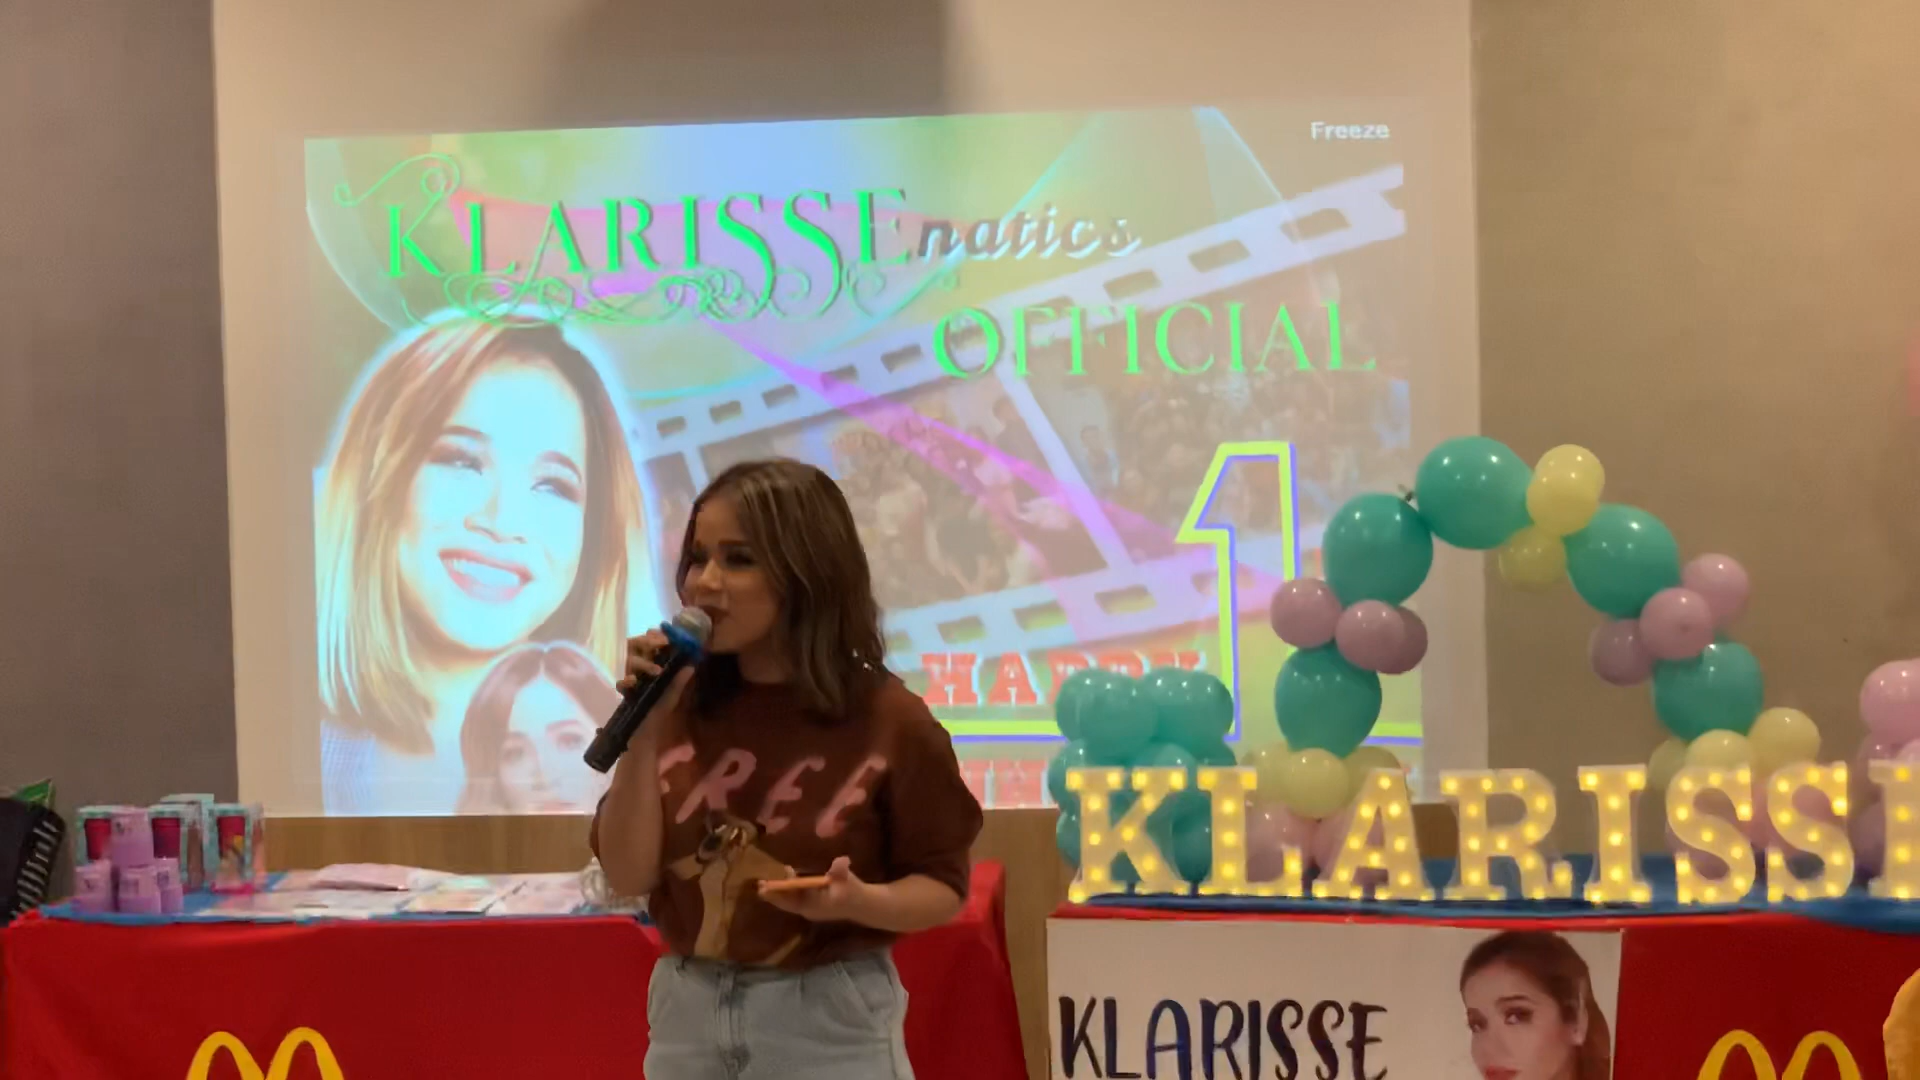 Freeze
KLARISSEnatics
OFFICIAL
1
FREE
KLARISSE
KLARISSE